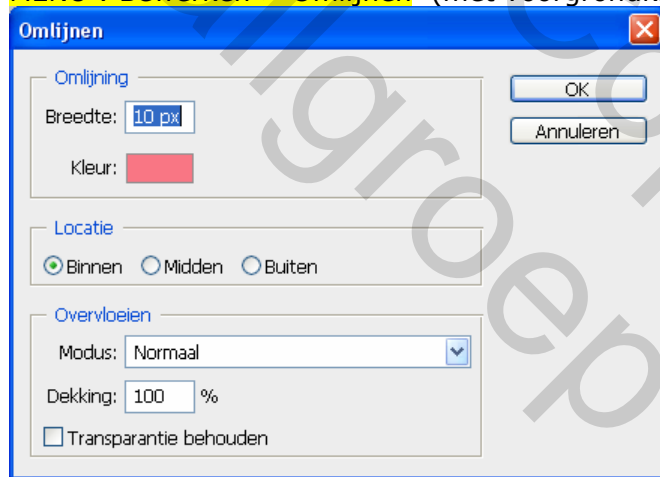 Omlijnen
Omlijning
OK
Breedte: 10 px
Annuleren
Kleur:
Locatie
Binnen Midden Buiten
Overvloeien
Modus: Normaal
Dekking: 100 %
Transparantie behouden